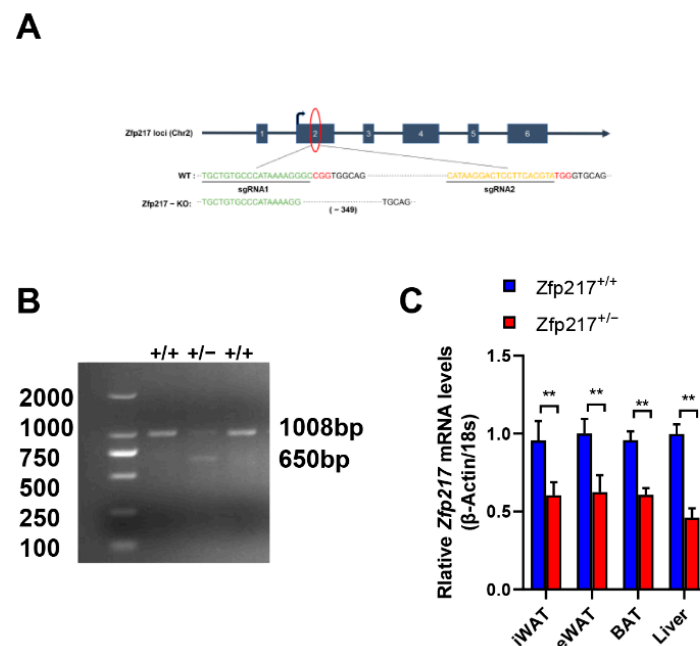 A
Zfp217 loci (Chr2)
1 2 3 4 5 6
WT : TGCTGTGCCCATAAAAGGGCCGGTGGCAG CATAAGGACTCCTTCACGTATGGGTGCAG
sgRNA1 sgRNA2
Zfp217 – KO: TGCTGTGCCCATAAAAGG TGCAG
( – 349)
B
+/+ +/− +/+
2000
1000
750
500
250
100
1008bp
650bp
C
Zfp217+/+
Zfp217+/−
Rlative Zfp217 mRNA levels
(β-Actin/18s)
1.5
1.0
0.5
0.0
** ** ** **
iWAT
eWAT
BAT
Liver